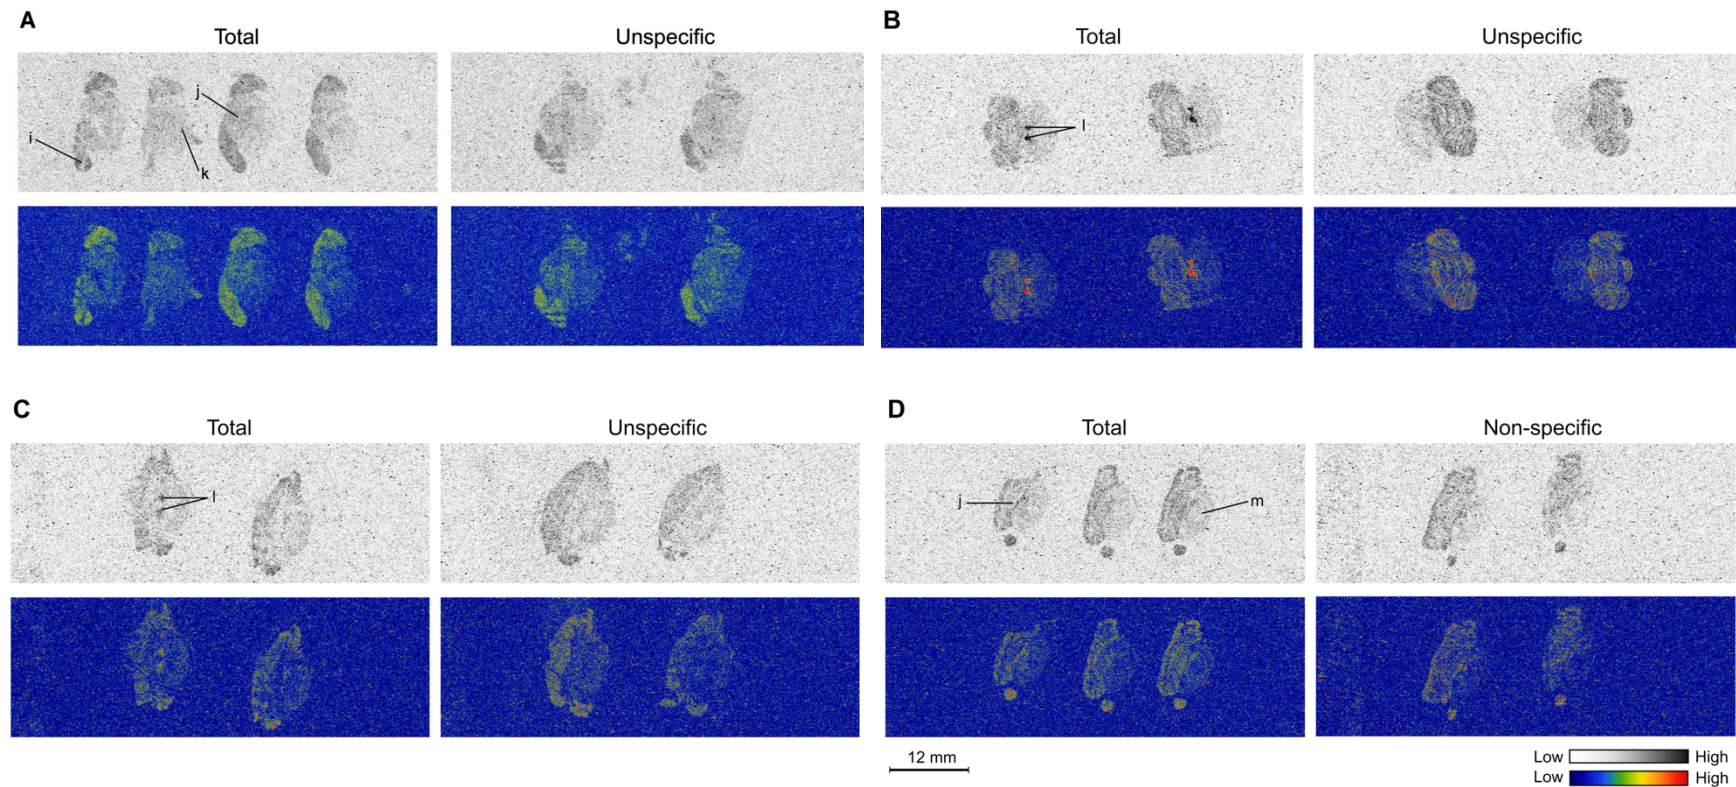 A
Total
Unspecific
i
j
k
B
Total
Unspecific
l
C
Total
Unspecific
l
D
Total
Non-specific
j
m
12 mm
Low High
Low High